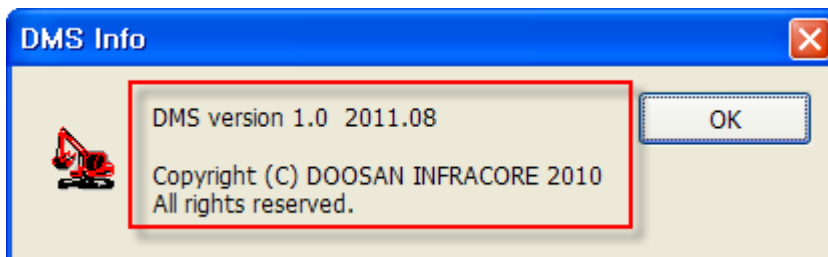 DMS Info
DMS version 1.0 2011.08
OK
Copyright (C) DOOSAN INFRACORE 2010
All rights reserved.